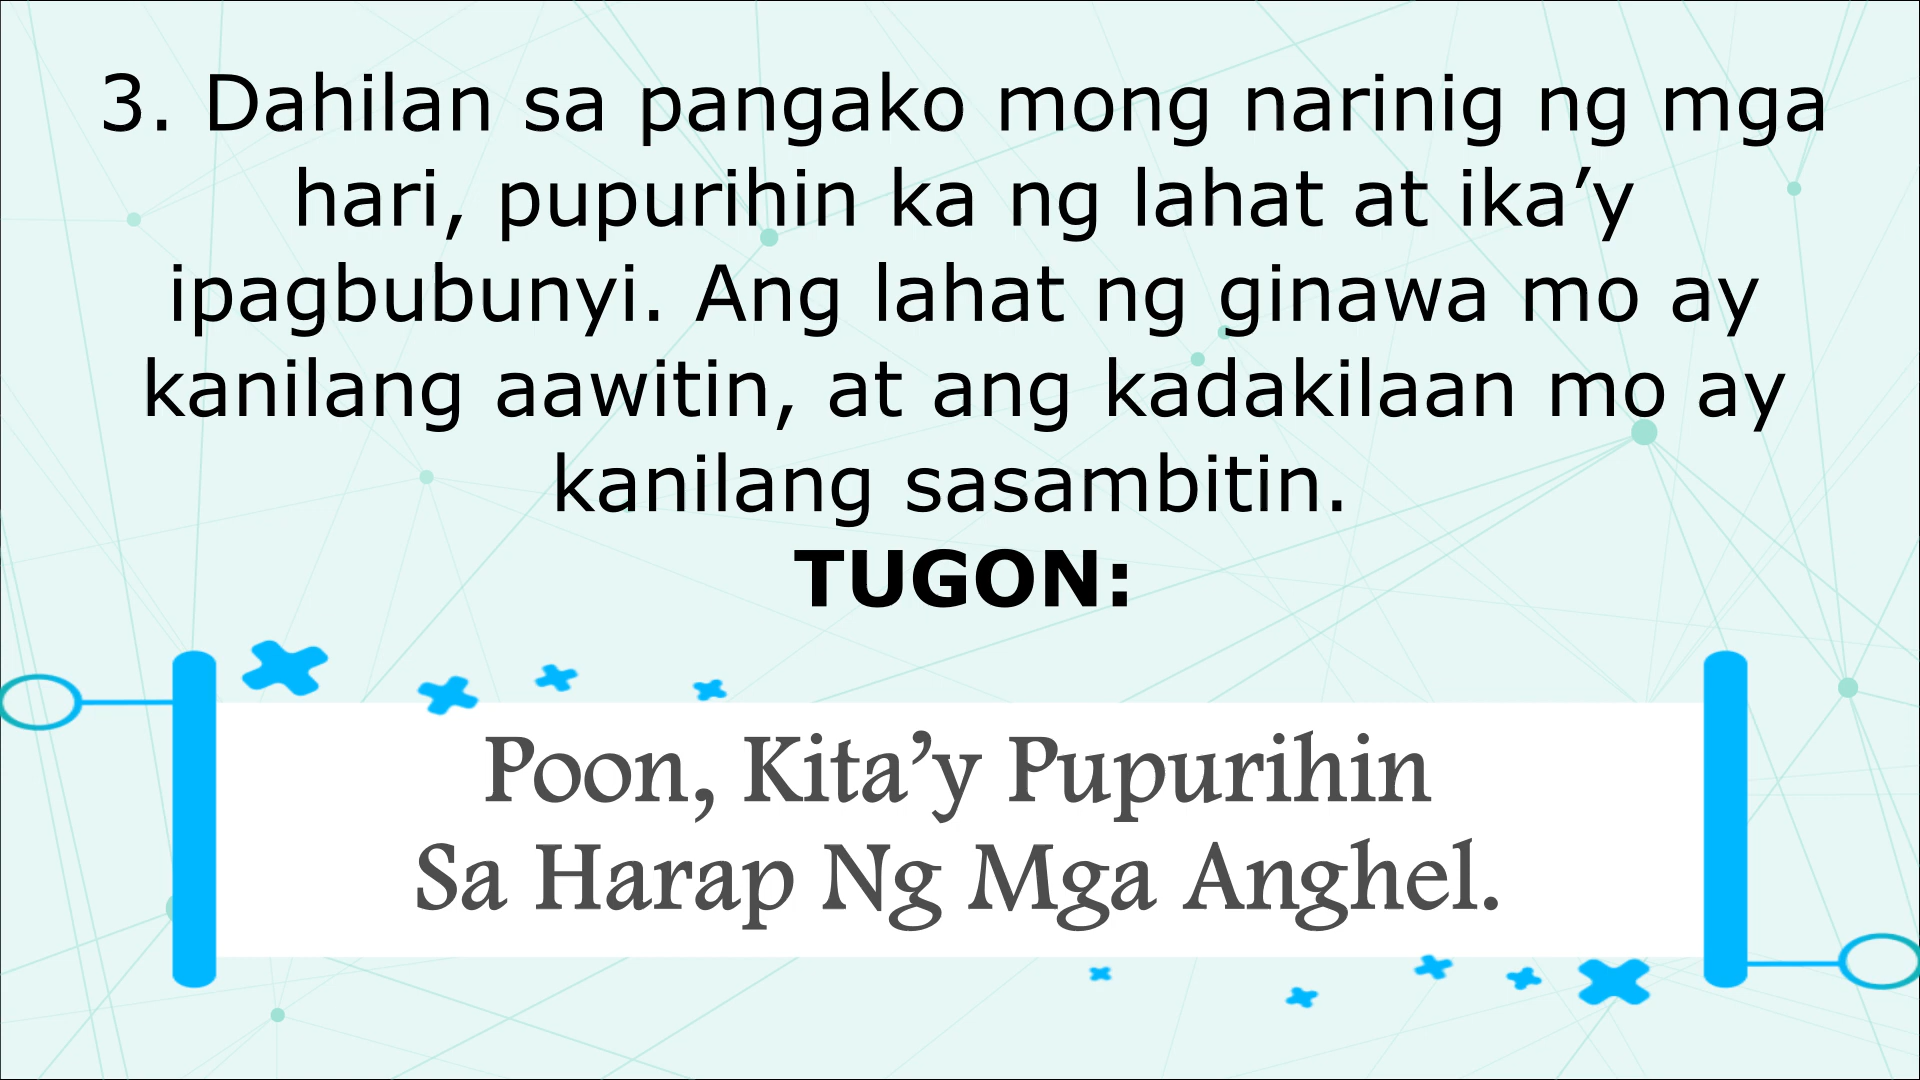 3. Dahilan sa pangako mong narinig ng mga
hari, pupurihin ka ng lahat at ika’y
ipagbubunyi. Ang lahat ng ginawa mo ay
kanilang aawitin, at ang kadakilaan mo ay
kanilang sasambitin.
TUGON:
Poon, Kita’y Pupurihin
Sa Harap Ng Mga Anghel.